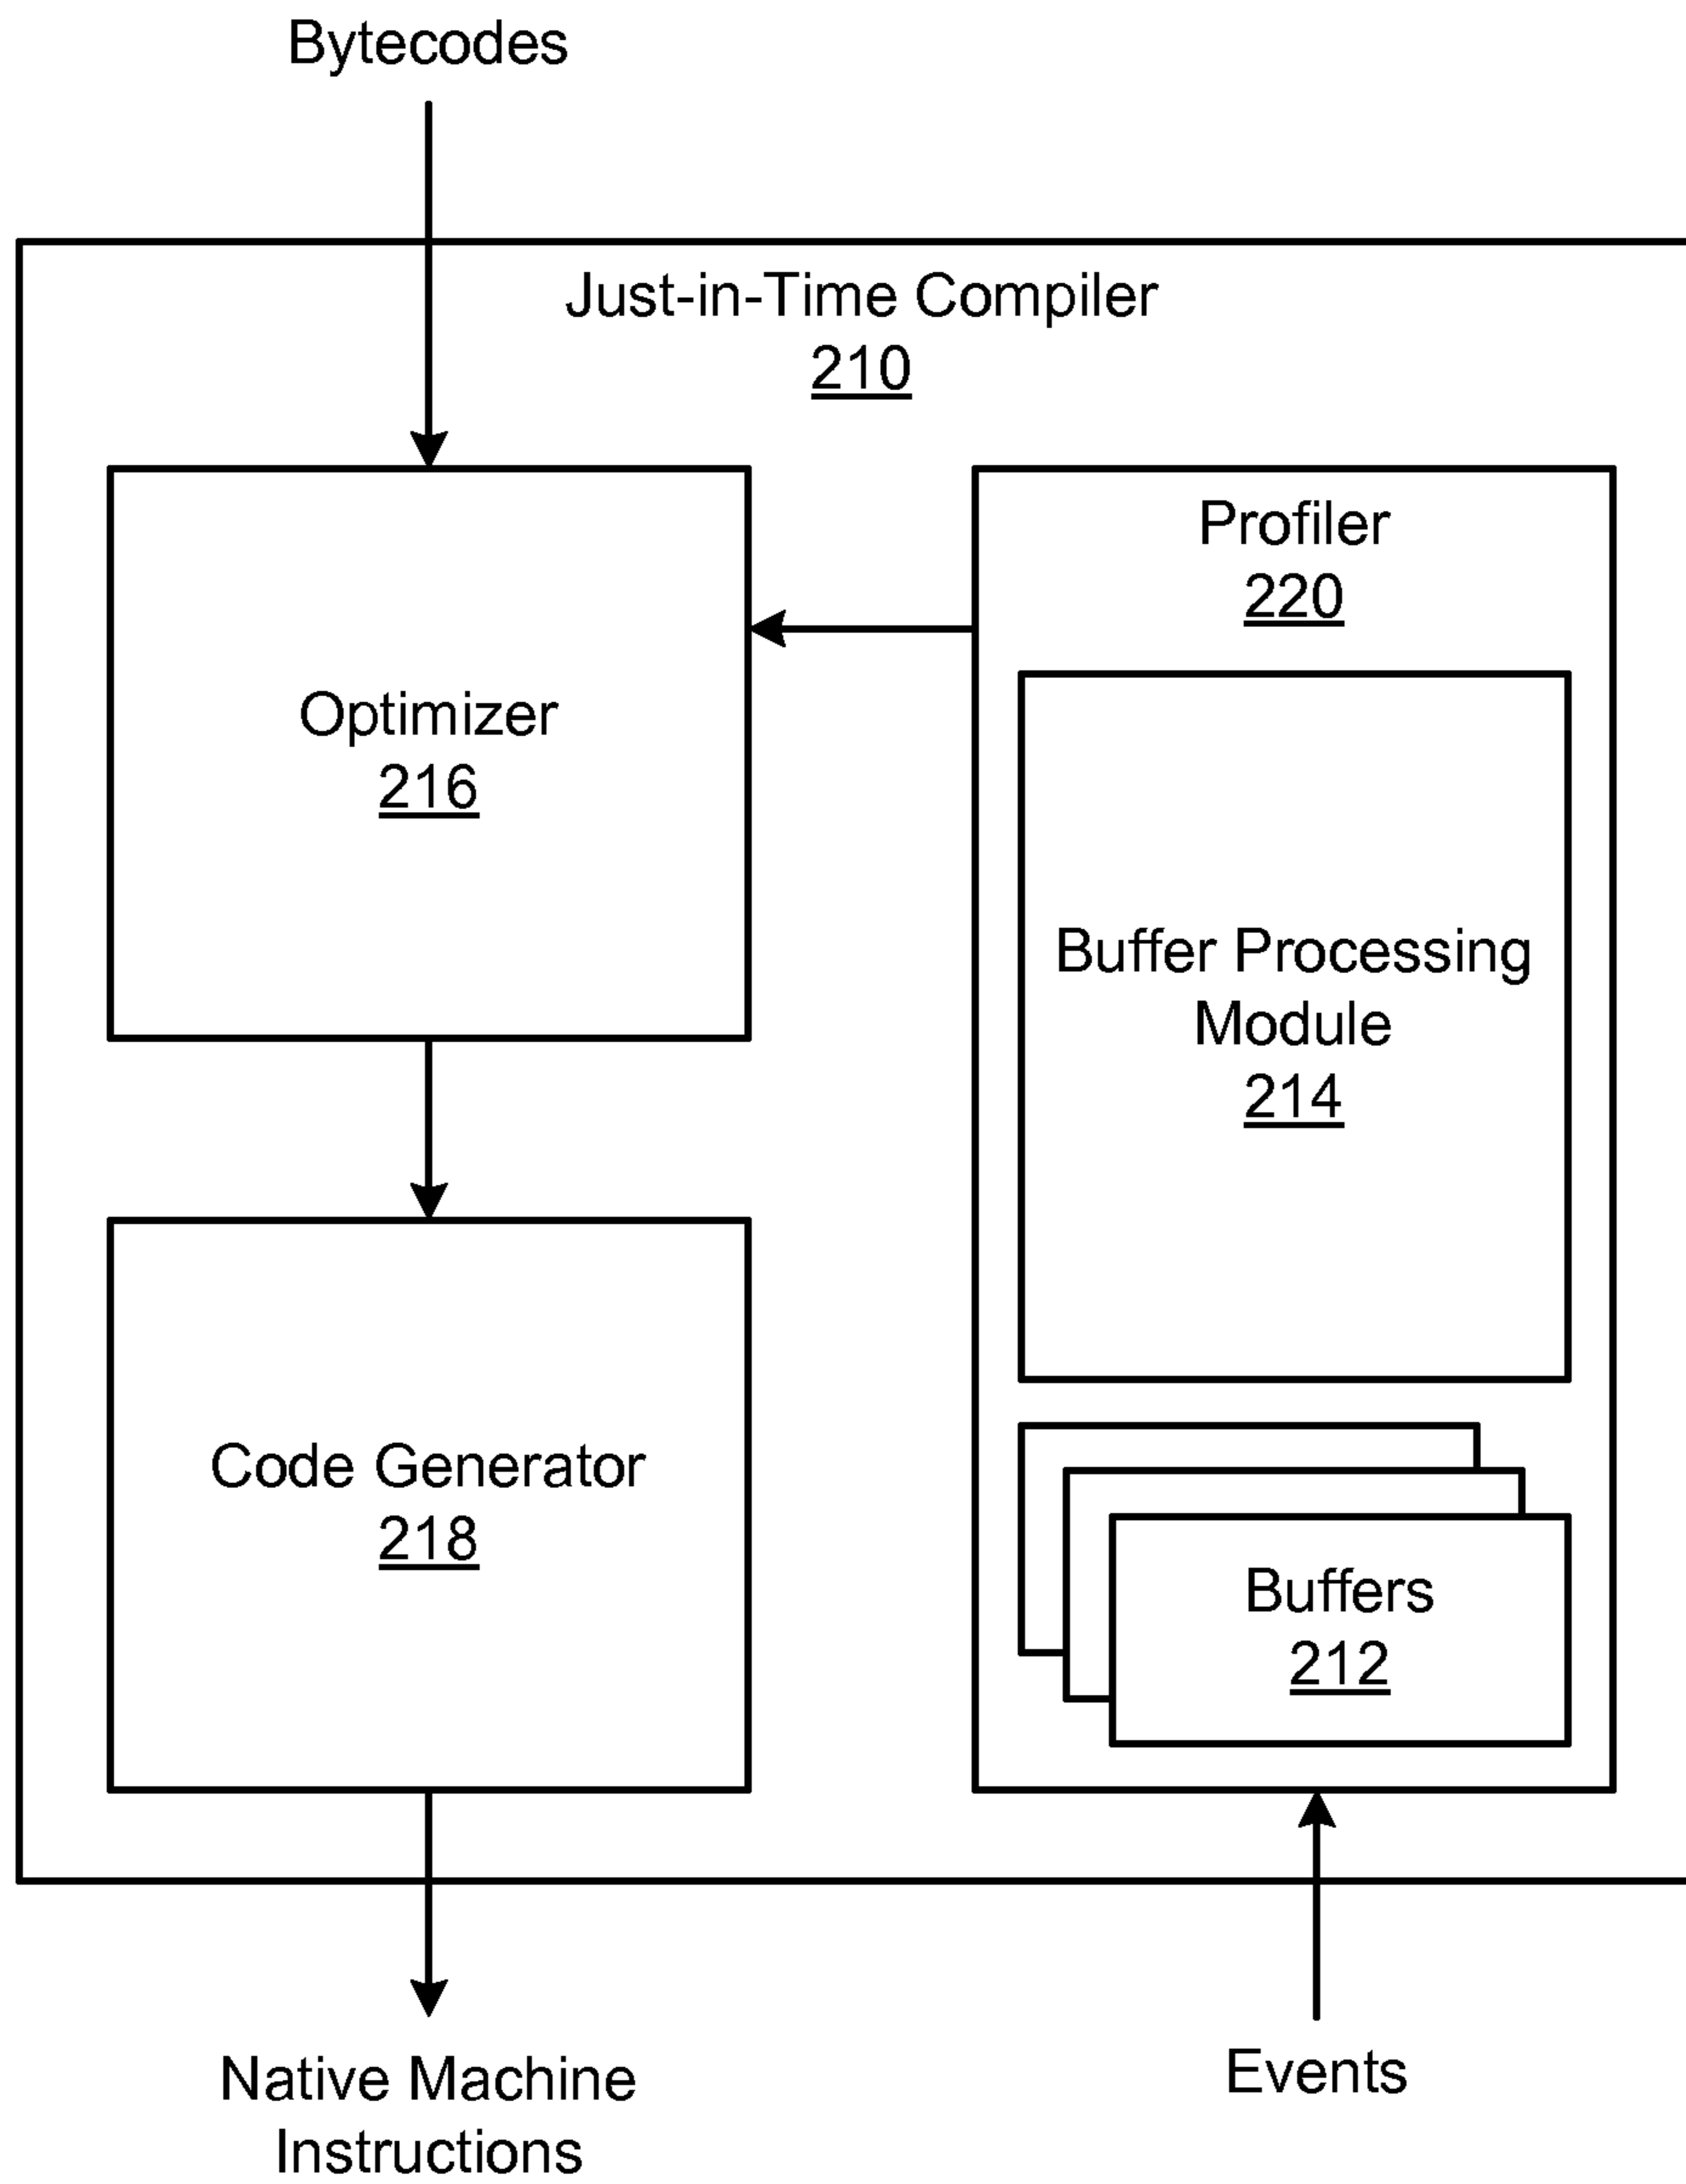 Bytecodes
Just-in-Time Compiler
210
Profiler
220
Optimizer
216
Buffer Processing
Module
214
Code Generator
218
Buffers
212
Native Machine
Instructions
Events